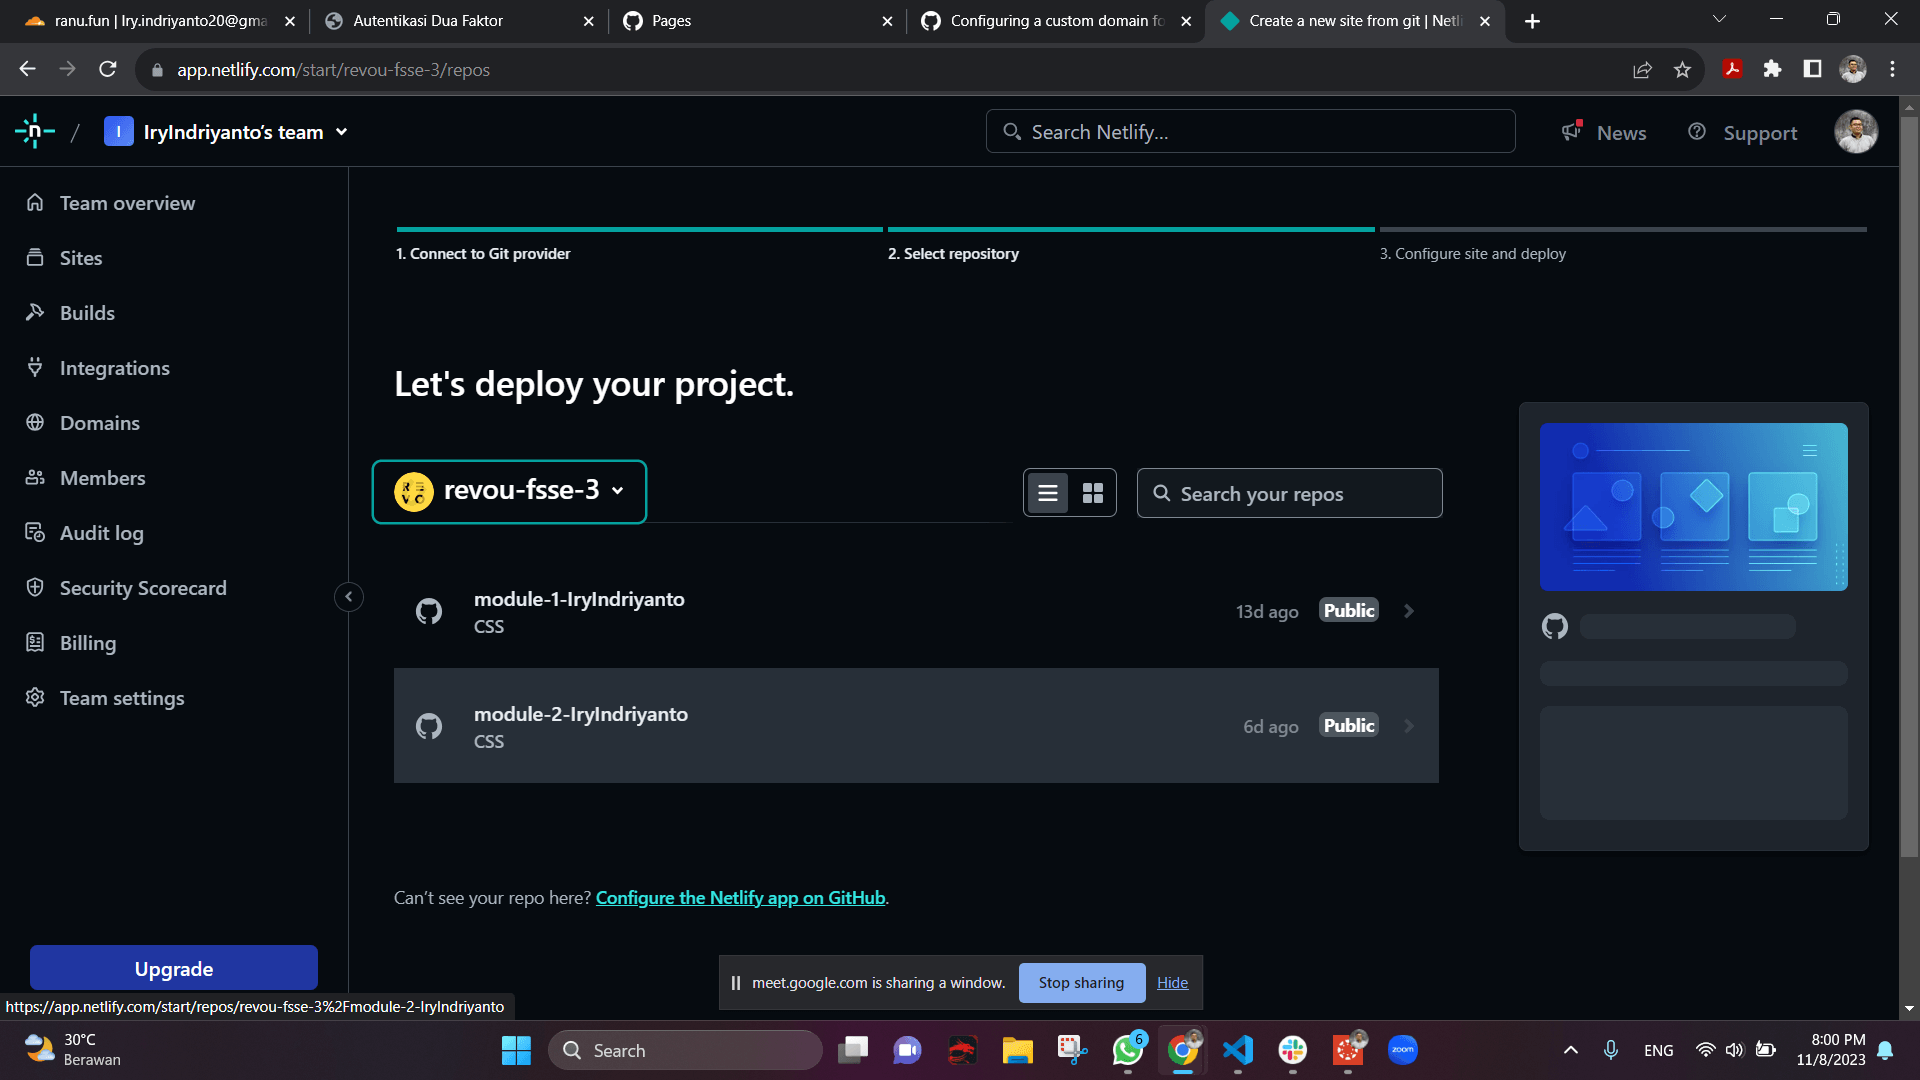 ranu.fun | Iry.indriyanto20@gma
Autentikasi Dua Faktor
Pages
Configuring a custom domain fo
Create a new site from git | Netli
app.netlify.com/start/revou-fsse-3/repos
n
/
I
IryIndriyanto's team
Search Netlify...
News
Support
Team overview
Sites
Builds
Integrations
Domains
Members
Audit log
Security Scorecard
Billing
Team settings
Upgrade
1. Connect to Git provider
2. Select repository
3. Configure site and deploy
Let's deploy your project.
revou-fsse-3
Search your repos
module-1-IryIndriyanto
CSS
13d ago
Public
module-2-IryIndriyanto
CSS
6d ago
Public
Can't see your repo here? Configure the Netlify app on GitHub.
meet.google.com is sharing a window.
Stop sharing
Hide
https://app.netlify.com/start/repos/revou-fsse-3%2Fmodule-2-IryIndriyanto
30°C
Berawan
Search
6
zoom
ENG
8:00 PM
11/8/2023